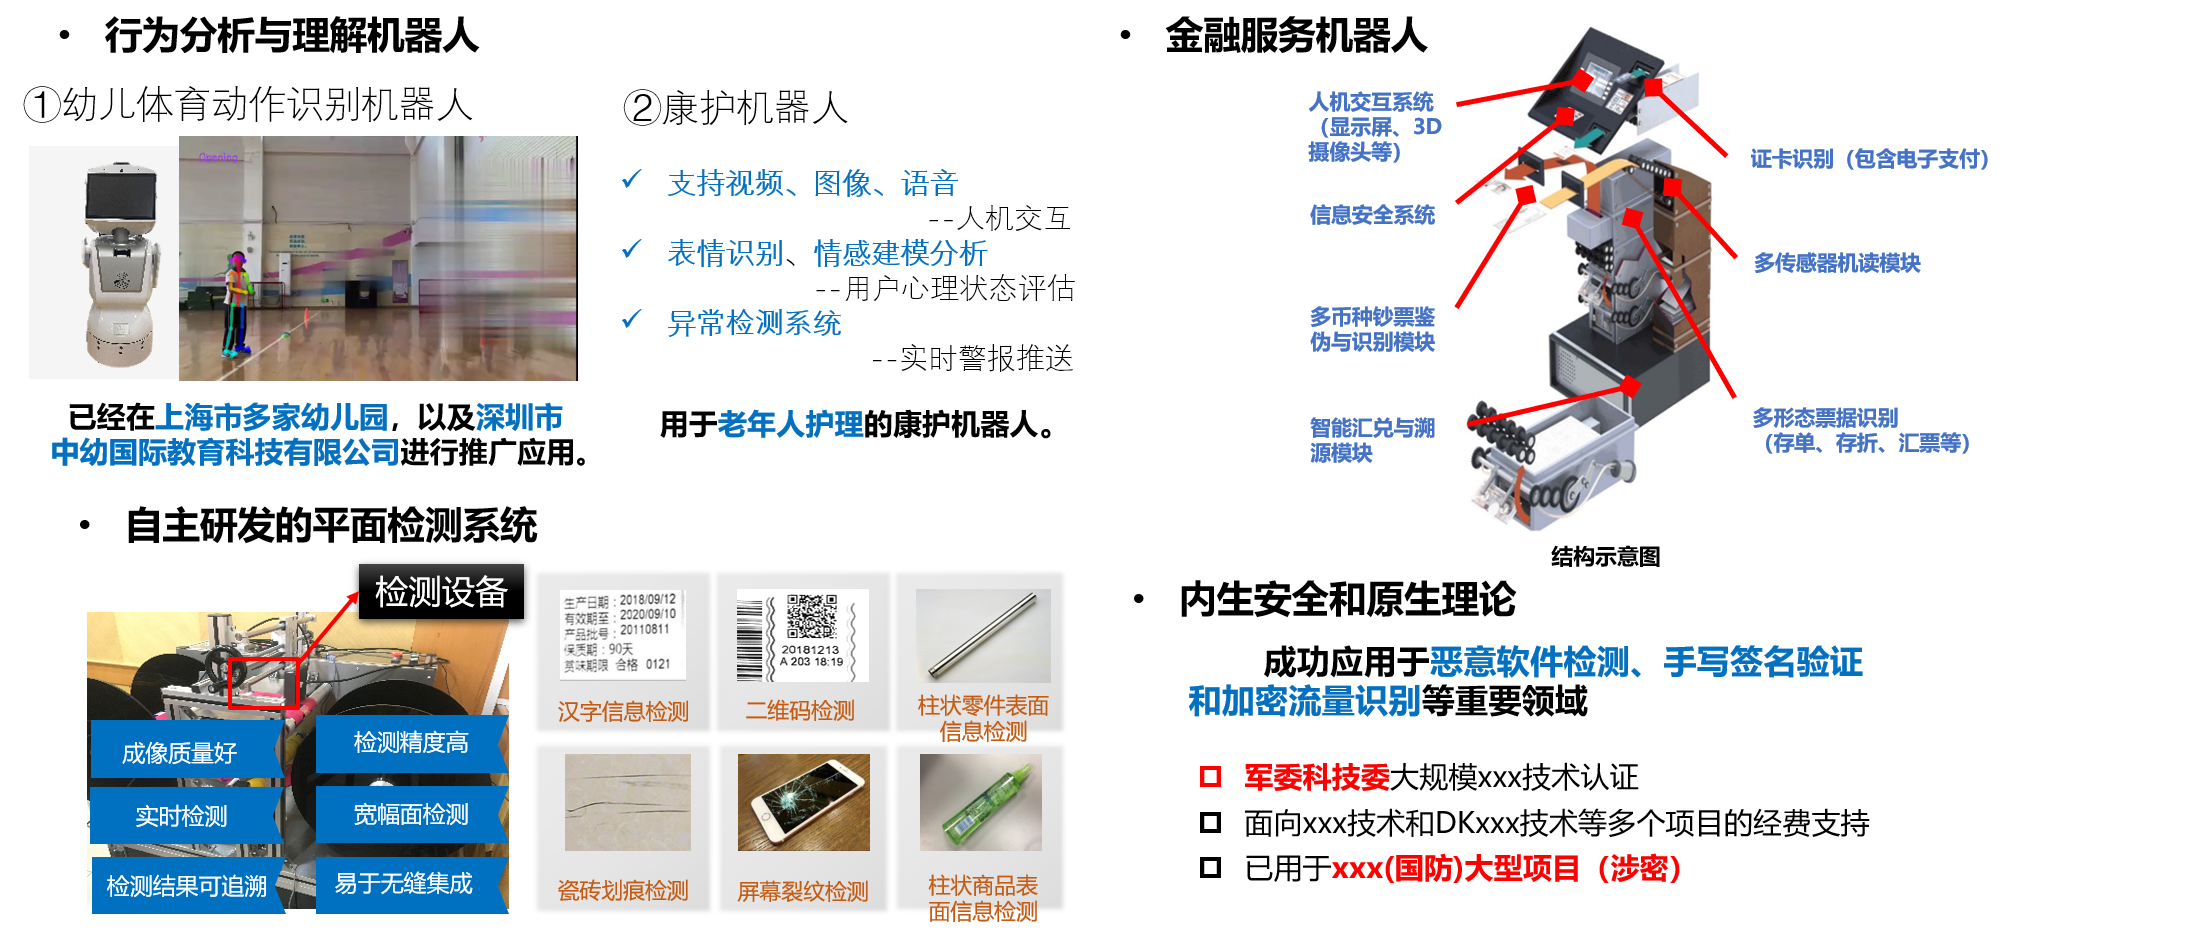 • 行为分析与理解机器人
①幼儿体育动作识别机器人
Opening
已经在上海市多家幼儿园，以及深圳市
中幼国际教育科技有限公司进行推广应用。
②康护机器人
✓ 支持视频、图像、语音
--人机交互
✓ 表情识别、情感建模分析
--用户心理状态评估
✓ 异常检测系统
--实时警报推送
用于老年人护理的康护机器人。
• 自主研发的平面检测系统
检测设备
成像质量好
检测精度高
实时检测
宽幅面检测
检测结果可追溯
易于无缝集成
生产日期：2018/09/12
有效期至：2020/09/10
产品批号：20110811
保质期：90天
赏味期限 合格 0121
汉字信息检测
20181213
A 203 18:19
二维码检测
柱状零件表面
信息检测
瓷砖划痕检测
屏幕裂纹检测
柱状商品表
面信息检测
• 金融服务机器人
人机交互系统
（显示屏、3D
摄像头等）
信息安全系统
多币种钞票鉴
伪与识别模块
智能汇兑与溯
源模块
证卡识别（包含电子支付）
多传感器机读模块
多形态票据识别
（存单、存折、汇票等）
结构示意图
• 内生安全和原生理论
成功应用于恶意软件检测、手写签名验证
和加密流量识别等重要领域
军委科技委大规模xxx技术认证
面向xxx技术和DKxxx技术等多个项目的经费支持
已用于xxx(国防)大型项目（涉密）